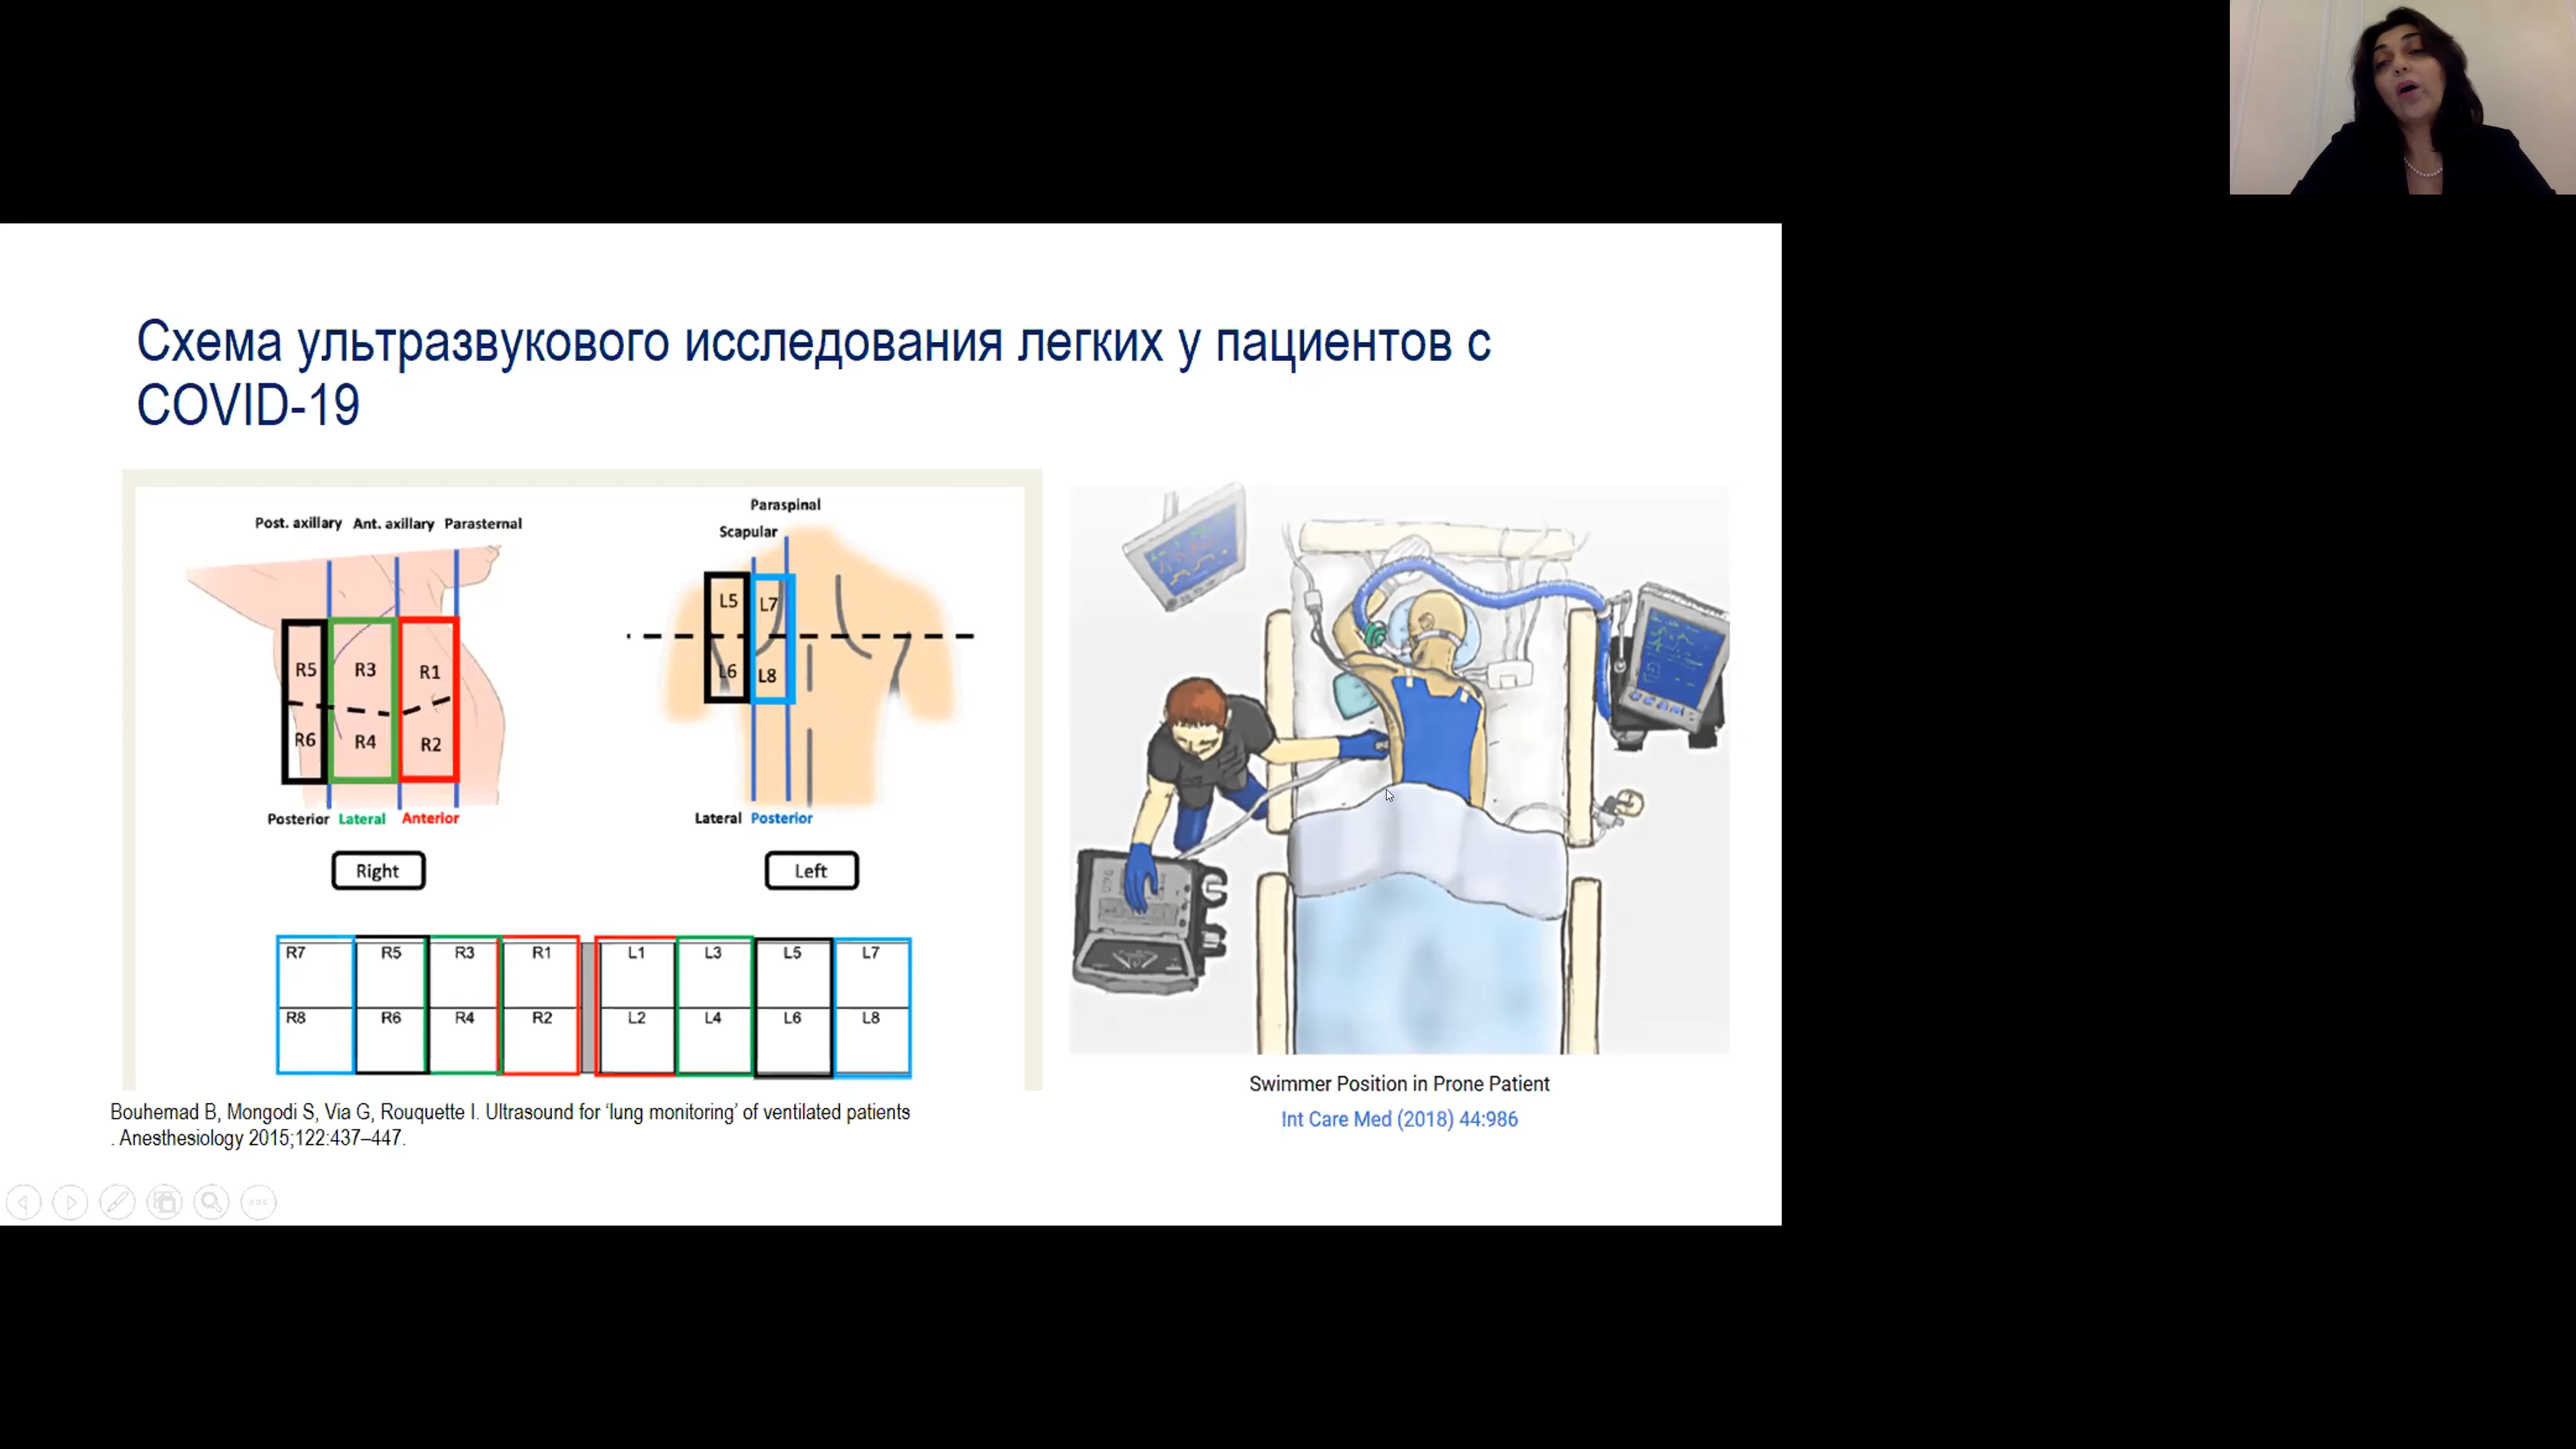 Схема ультразвукового исследования легких у пациентов с
COVID-19
Post. axillary Ant. axillary Parasternal
R5 R3 R1
R6 R4 R2
Posterior Lateral Anterior
Right
Paraspinal
Scapular
L5 L7
L6 L8
Lateral Posterior
Left
R7 R5 R3 R1 L1 L3 L5 L7
R8 R6 R4 R2 L2 L4 L6 L8
Bouhemad B, Mongodi S, Via G, Rouquette I. Ultrasound for ‘lung monitoring’ of ventilated patients
. Anesthesiology 2015;122:437–447.
Swimmer Position in Prone Patient
Int Care Med (2018) 44:986